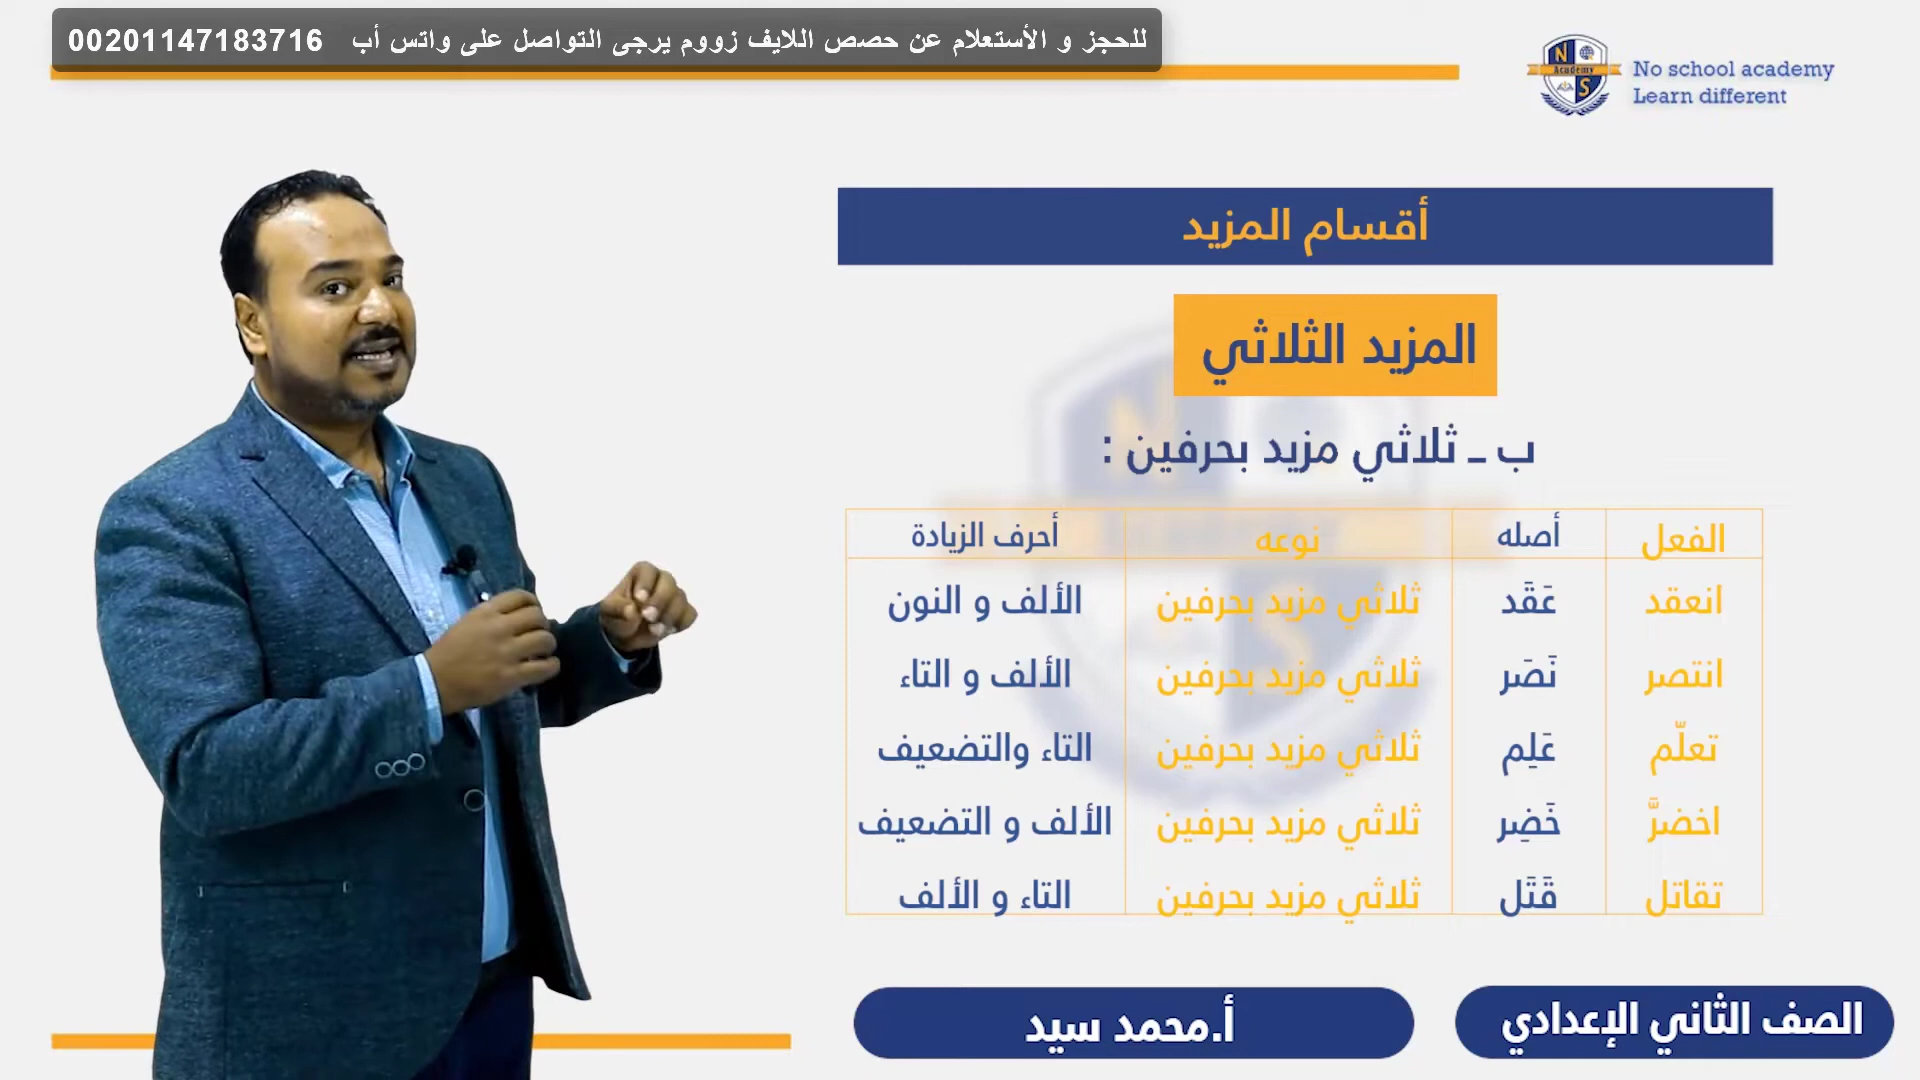 للحجز و الأستعلام عن حصص اللايف زووم يرجى التواصل على واتس أب 00201147183716
N S Academy
No school academy
Learn different
أقسام المزيد
المزيد الثلاثي
ب ـ ثلاثي مزيد بحرفين :
الفعل أصله نوعه أحرف الزيادة
انعقد عَقَد ثلاثي مزيد بحرفين الألف و النون
انتصر نَصَر ثلاثي مزيد بحرفين الألف و التاء
تعلّم عَلِم ثلاثي مزيد بحرفين التاء والتضعيف
اخضرَّ خَضِر ثلاثي مزيد بحرفين الألف و التضعيف
تقاتل قَتَل ثلاثي مزيد بحرفين التاء و الألف
الصف الثاني الإعدادي
أ.محمد سيد